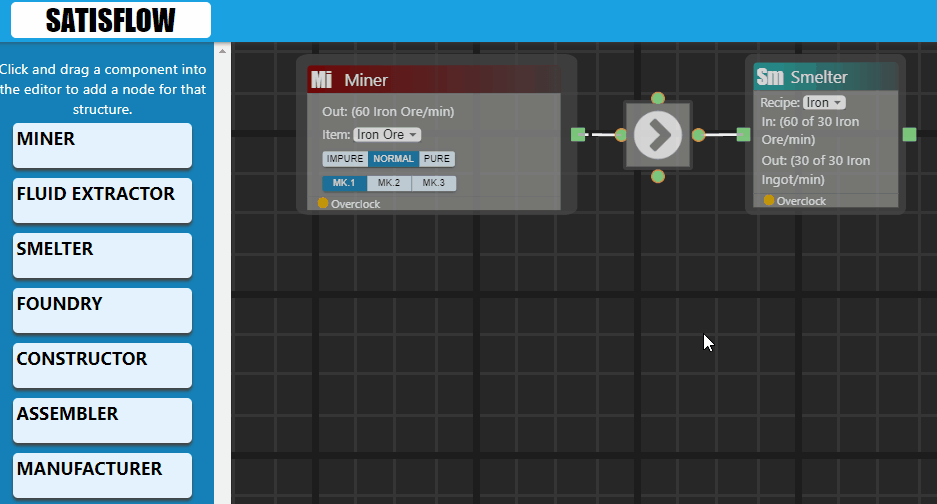 SATISFLOW
Click and drag a component into
the editor to add a node for that
structure.
MINER
FLUID EXTRACTOR
SMELTER
FOUNDRY
CONSTRUCTOR
ASSEMBLER
MANUFACTURER
Mi Miner
Out: (60 Iron Ore/min)
Item: Iron Ore
IMPURE NORMAL PURE
MK.1 MK.2 MK.3
Overclock
Sm Smelter
Recipe: Iron
In: (60 of 30 Iron
Ore/min)
Out: (30 of 30 Iron
Ingot/min)
Overclock